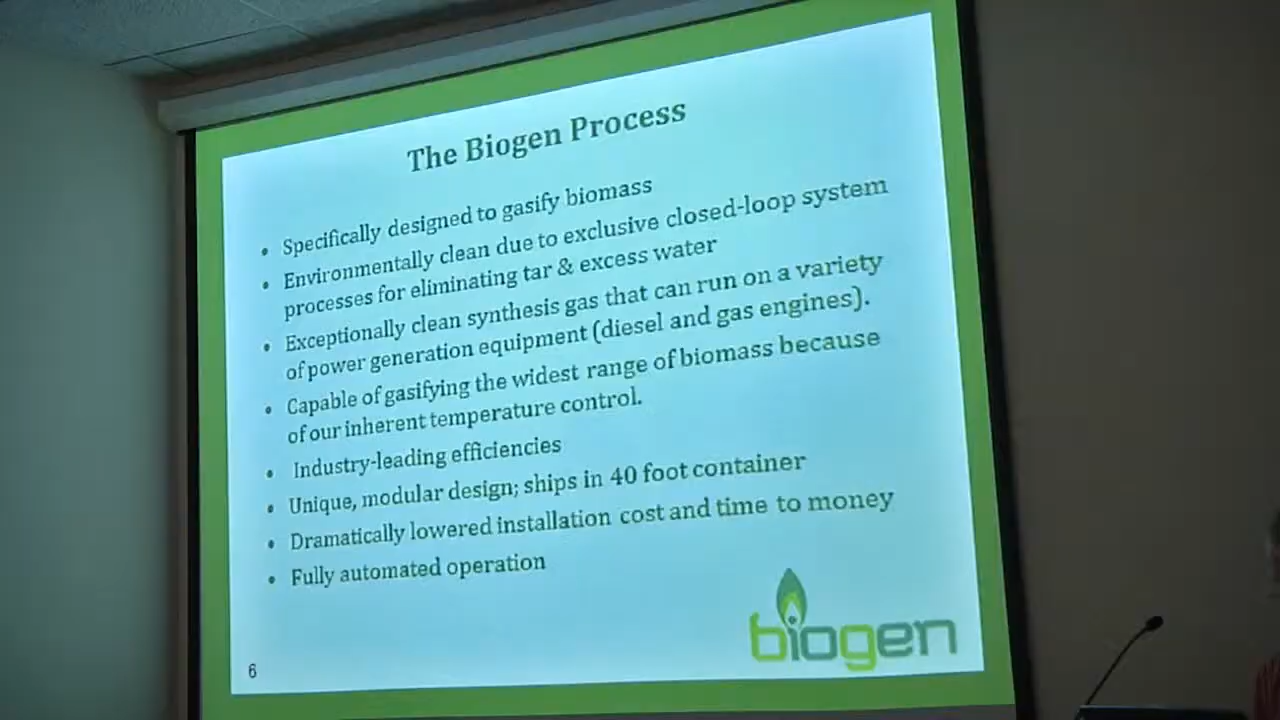 The Biogen Process
• Specifically designed to gasify biomass
• Environmentally clean due to exclusive closed-loop system
processes for eliminating tar & excess water
• Exceptionally clean synthesis gas that can run on a variety
of power generation equipment (diesel and gas engines).
• Capable of gasifying the widest range of biomass because
of our inherent temperature control.
• Industry-leading efficiencies
• Unique, modular design; ships in 40 foot container
• Dramatically lowered installation cost and time to money
• Fully automated operation
biogen
6